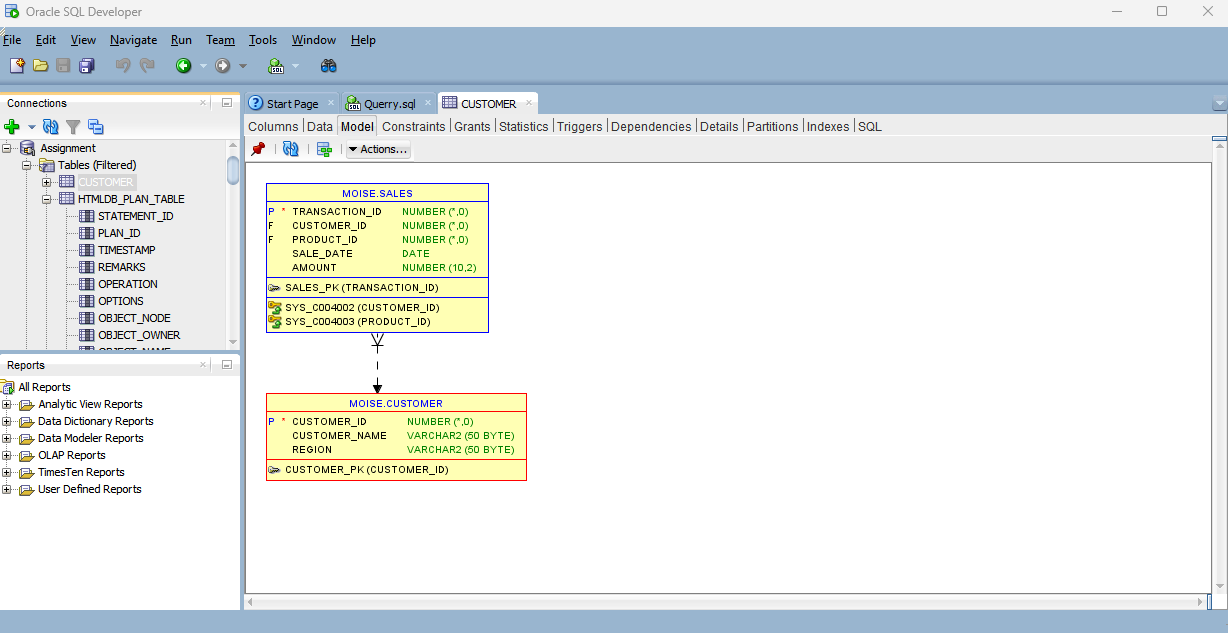 Oracle SQL Developer
File Edit View Navigate Run Team Tools Window Help
Connections
Assignment
Tables (Filtered)
CUSTOMER
HTMLDB_PLAN_TABLE
STATEMENT_ID
PLAN_ID
TIMESTAMP
REMARKS
OPERATION
OPTIONS
OBJECT_NODE
OBJECT_OWNER
Reports
All Reports
Analytic View Reports
Data Dictionary Reports
Data Modeler Reports
OLAP Reports
TimesTen Reports
User Defined Reports
Start Page Querry.sql CUSTOMER
Columns Data Model Constraints Grants Statistics Triggers Dependencies Details Partitions Indexes SQL
Actions...
MOISE.SALES
P * TRANSACTION_ID NUMBER (*,0)
F CUSTOMER_ID NUMBER (*,0)
F PRODUCT_ID NUMBER (*,0)
SALE_DATE DATE
AMOUNT NUMBER (10,2)
SALES_PK (TRANSACTION_ID)
SYS_C004002 (CUSTOMER_ID)
SYS_C004003 (PRODUCT_ID)
MOISE.CUSTOMER
P * CUSTOMER_ID NUMBER (*,0)
CUSTOMER_NAME VARCHAR2 (50 BYTE)
REGION VARCHAR2 (50 BYTE)
CUSTOMER_PK (CUSTOMER_ID)